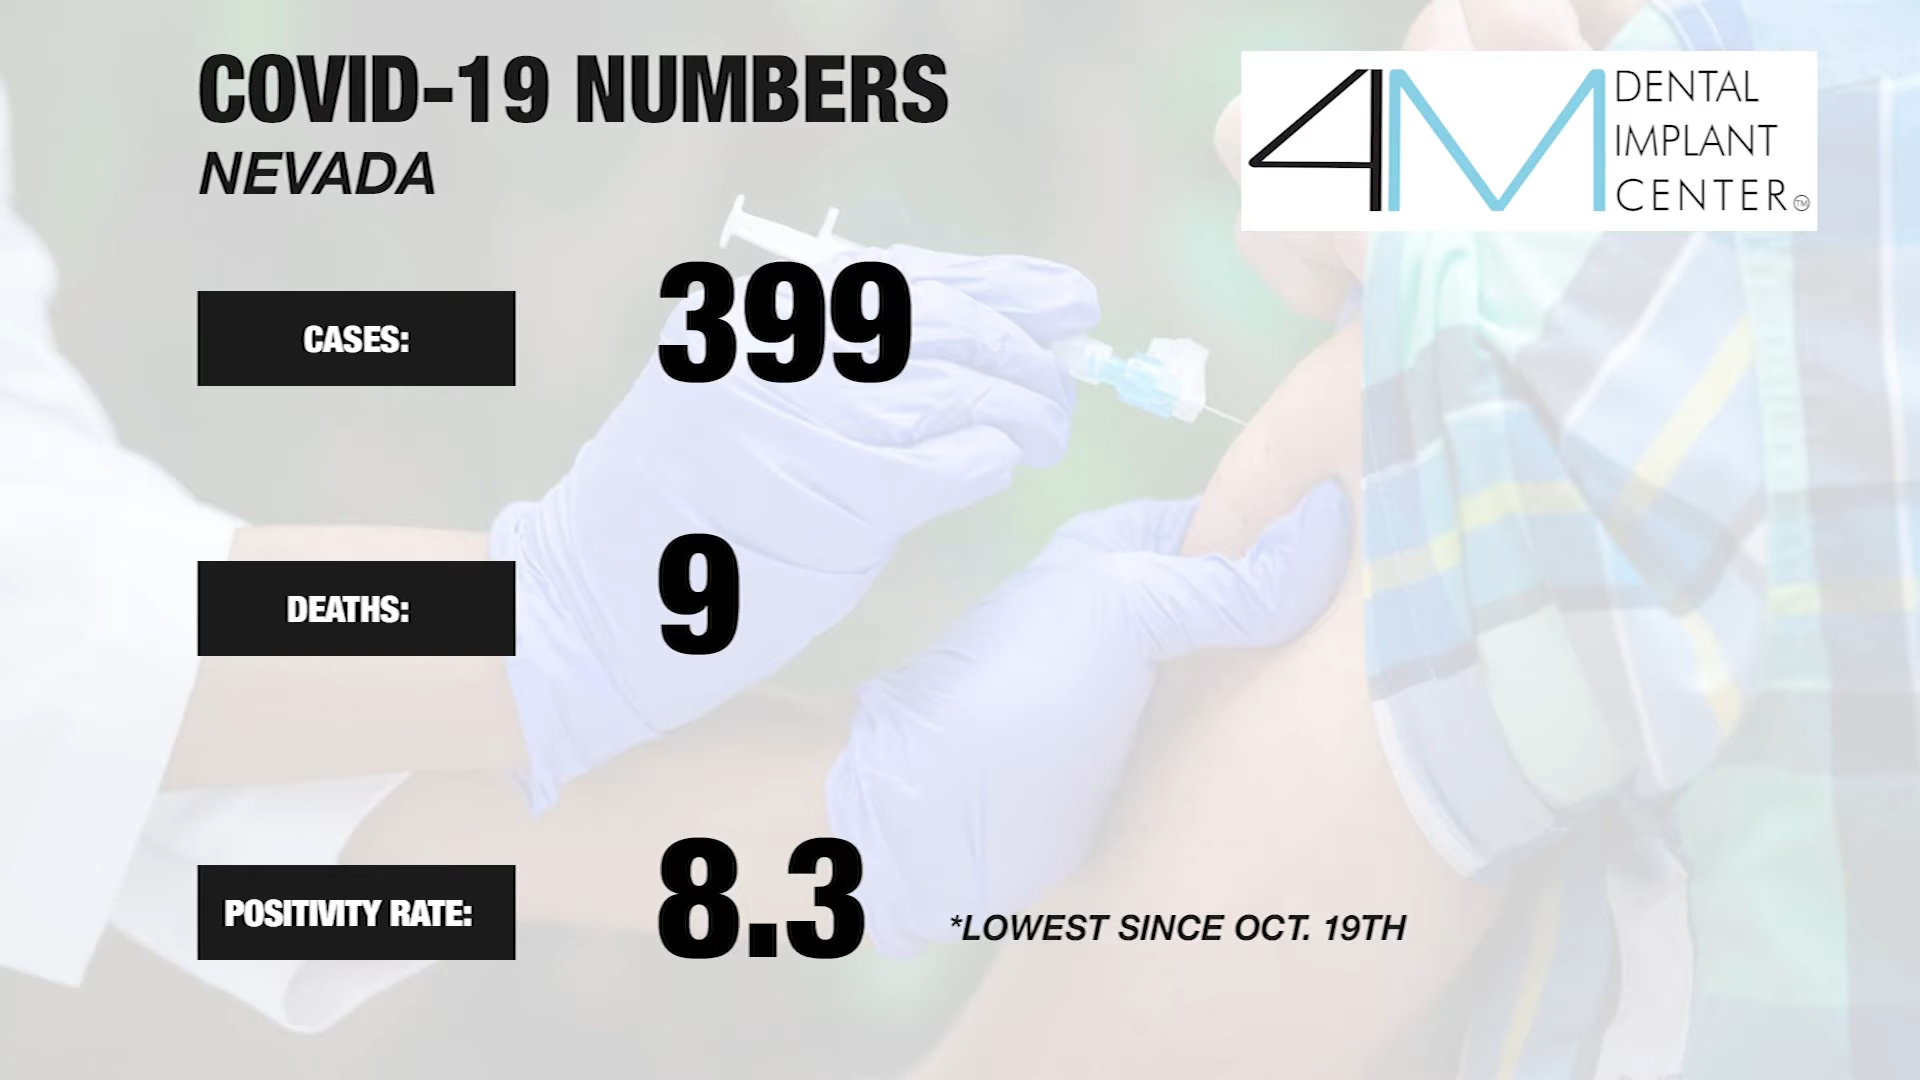 COVID-19 NUMBERS
NEVADA
4M DENTAL
IMPLANT
CENTER TM
CASES: 399
DEATHS: 9
POSITIVITY RATE: 8.3 *LOWEST SINCE OCT. 19TH